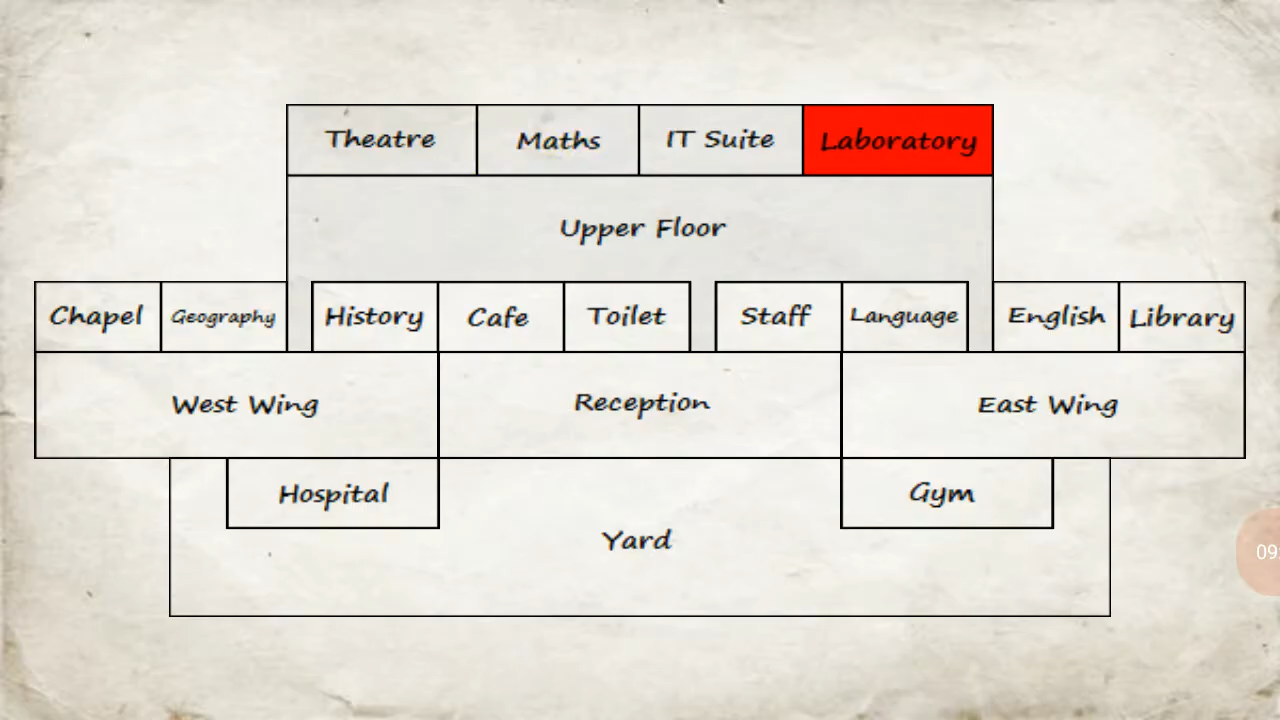 Theatre
Maths
IT Suite
Laboratory
Upper Floor
Chapel
Geography
History
Cafe
Toilet
Staff
Language
English
Library
West Wing
Reception
East Wing
Hospital
Gym
Yard